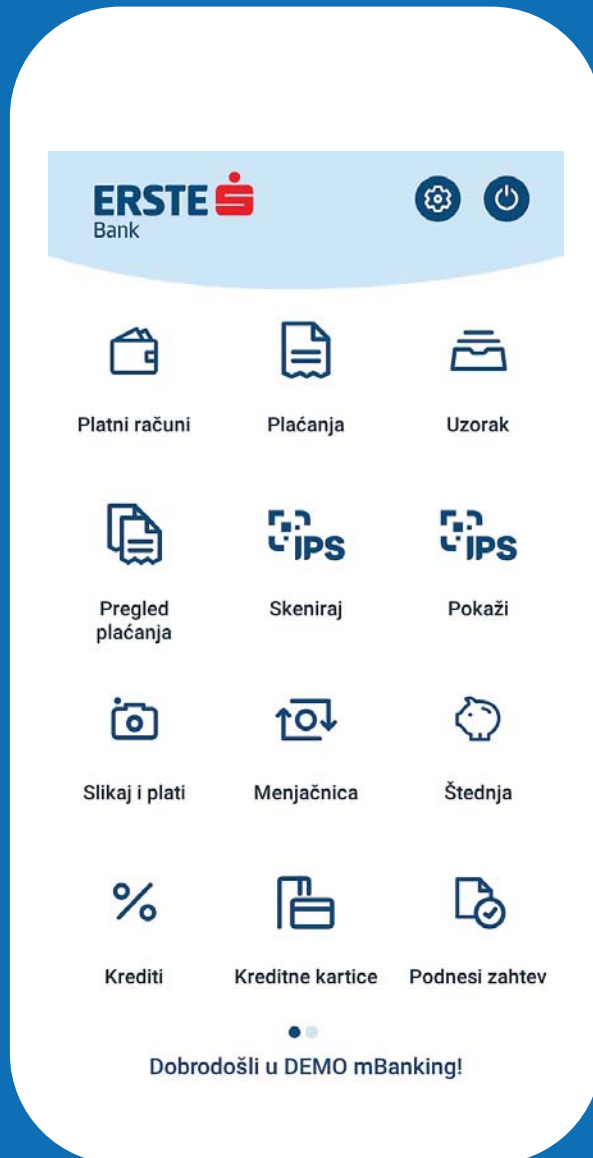 ERSTE
Bank
Platni računi
Plaćanja
Uzorak
Pregled
plaćanja
IPS
Skeniraj
IPS
Pokaži
Slikaj i plati
Menjačnica
Štednja
Krediti
Kreditne kartice
Podnesi zahtev
Dobrodošli u DEMO mBanking!